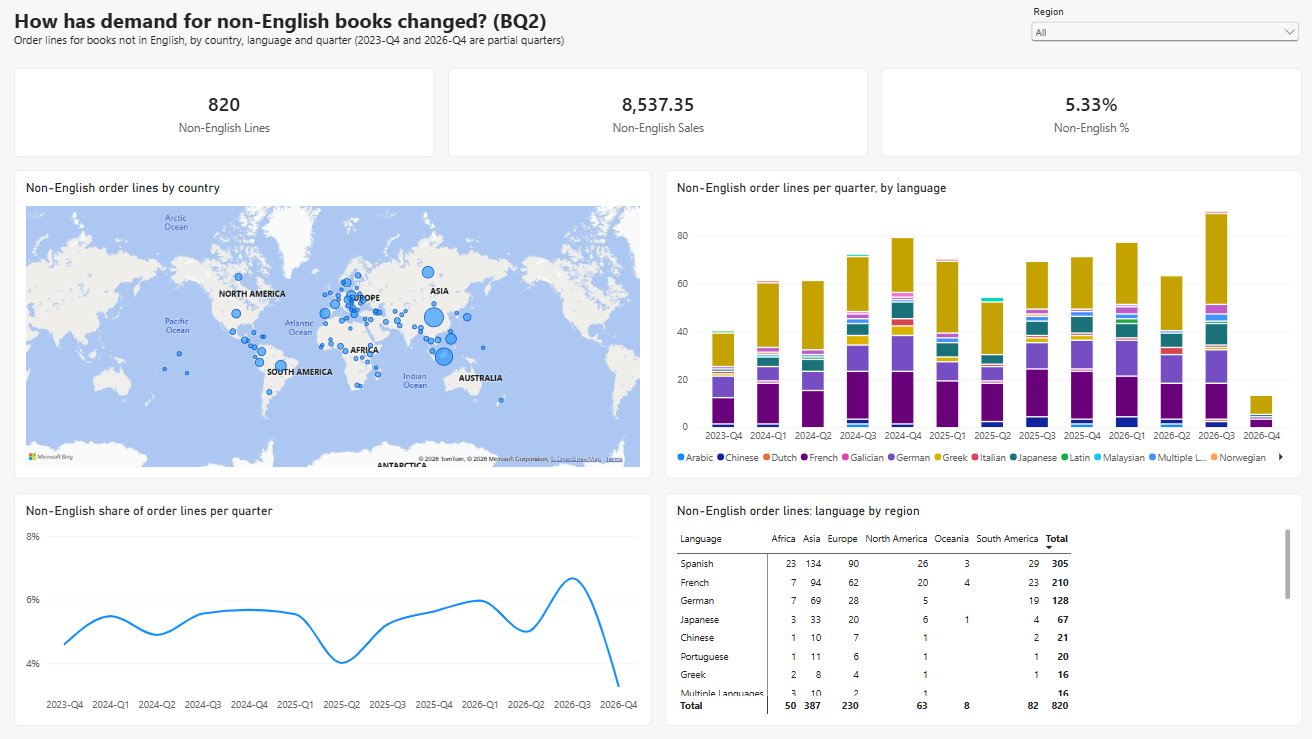 How has demand for non-English books changed? (BQ2)
Order lines for books not in English, by country, language and quarter (2023-Q4 and 2026-Q4 are partial quarters)
Region
All
820
Non-English Lines
8,537.35
Non-English Sales
5.33%
Non-English %
Non-English order lines by country
Arctic
Ocean
NORTH AMERICA
EUROPE
ASIA
Pacific
Ocean
Atlantic
Ocean
AFRICA
SOUTH AMERICA
Indian
Ocean
AUSTRALIA
ANTARCTICA
Microsoft Bing
© 2026 TomTom, © 2026 Microsoft Corporation, © OpenStreetMap Terms
Non-English order lines per quarter, by language
80
60
40
20
0
2023-Q4 2024-Q1 2024-Q2 2024-Q3 2024-Q4 2025-Q1 2025-Q2 2025-Q3 2025-Q4 2026-Q1 2026-Q2 2026-Q3 2026-Q4
Arabic Chinese Dutch French Galician German Greek Italian Japanese Latin Malaysian Multiple L... Norwegian
Non-English share of order lines per quarter
8%
6%
4%
2023-Q4 2024-Q1 2024-Q2 2024-Q3 2024-Q4 2025-Q1 2025-Q2 2025-Q3 2025-Q4 2026-Q1 2026-Q2 2026-Q3 2026-Q4
Non-English order lines: language by region
Language Africa Asia Europe North America Oceania South America Total
Spanish 23 134 90 26 3 29 305
French 7 94 62 20 4 23 210
German 7 69 28 5 19 128
Japanese 3 33 20 6 1 4 67
Chinese 1 10 7 1 2 21
Portuguese 1 11 6 1 1 20
Greek 2 8 4 1 1 16
Multiple Languages 3 10 2 1 16
Total 50 387 230 63 8 82 820